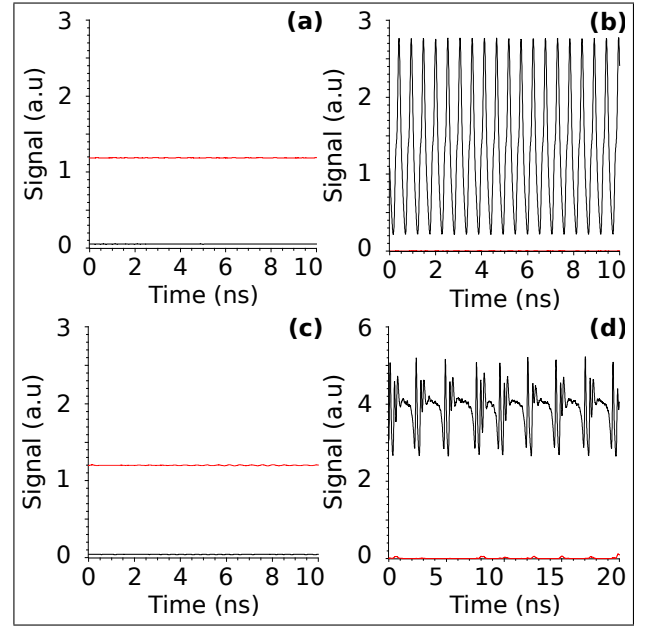 (a)
3
2
1
0
Signal (a.u)
0 2 4 6 8 10
Time (ns)
(b)
3
2
1
0
Signal (a.u)
0 2 4 6 8 10
Time (ns)
(c)
3
2
1
0
Signal (a.u)
0 2 4 6 8 10
Time (ns)
(d)
6
4
2
0
Signal (a.u)
0 5 10 15 20
Time (ns)